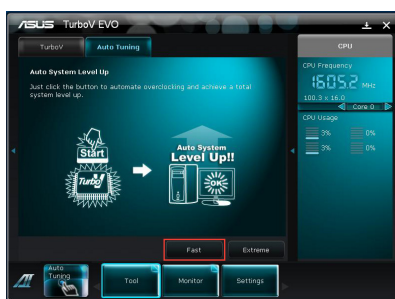 ASUS TurboV EVO
TurboV
Auto Tuning
CPU
Auto System Level Up
Just click the button to automate overclocking and achieve a total
system level up.
CPU Frequency
1605.2 MHz
100.3 x 16.0
Core 0
CPU Usage
3%
0%
3%
0%
Start
Turbo!
Auto System
Level Up!!
OK
Fast
Extreme
Auto
Tuning
Tool
Monitor
Settings